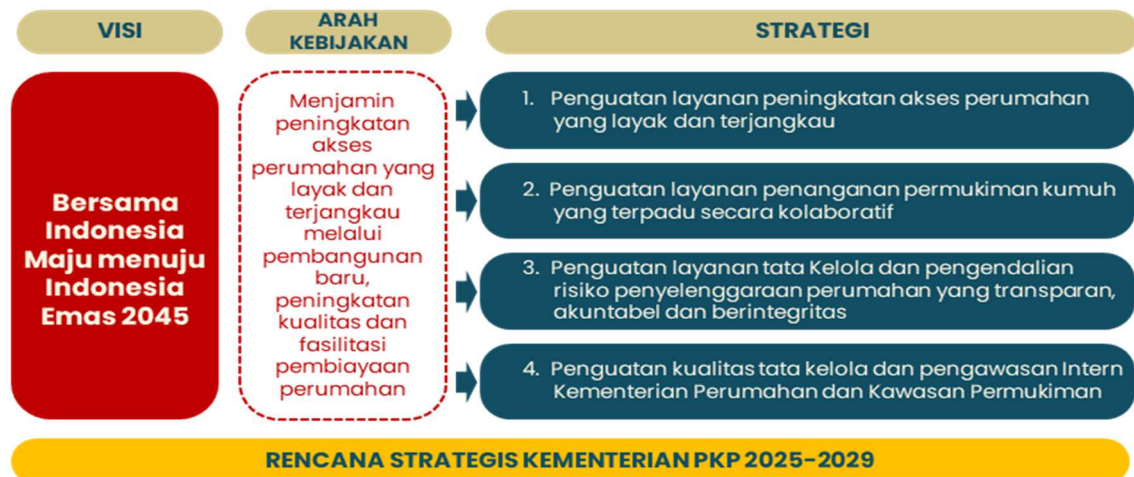 VISI
ARAH
KEBIJAKAN
STRATEGI
Bersama
Indonesia
Maju menuju
Indonesia
Emas 2045
Menjamin
peningkatan
akses
perumahan yang
layak dan
terjangkau
melalui
pembangunan
baru,
peningkatan
kualitas dan
fasilitasi
pembiayaan
perumahan
1. Penguatan layanan peningkatan akses perumahan
yang layak dan terjangkau
2. Penguatan layanan penanganan permukiman kumuh
yang terpadu secara kolaboratif
3. Penguatan layanan tata Kelola dan pengendalian
risiko penyelenggaraan perumahan yang transparan,
akuntabel dan berintegritas
4. Penguatan kualitas tata kelola dan pengawasan Intern
Kementerian Perumahan dan Kawasan Permukiman
RENCANA STRATEGIS KEMENTERIAN PKP 2025-2029